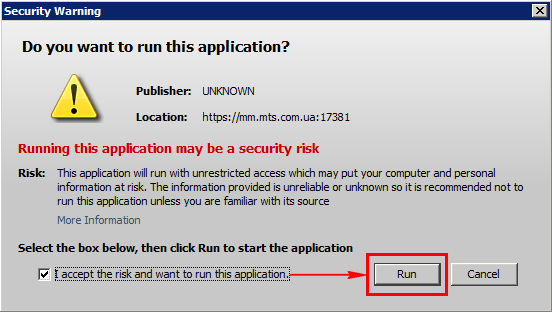 Security Warning
Do you want to run this application?
Publisher: UNKNOWN
Location: https://mm.mts.com.ua:17381
Running this application may be a security risk
Risk: This application will run with unrestricted access which may put your computer and personal
information at risk. The information provided is unreliable or unknown so it is recommended not to
run this application unless you are familiar with its source
More Information
Select the box below, then click Run to start the application
I accept the risk and want to run this application. Run Cancel